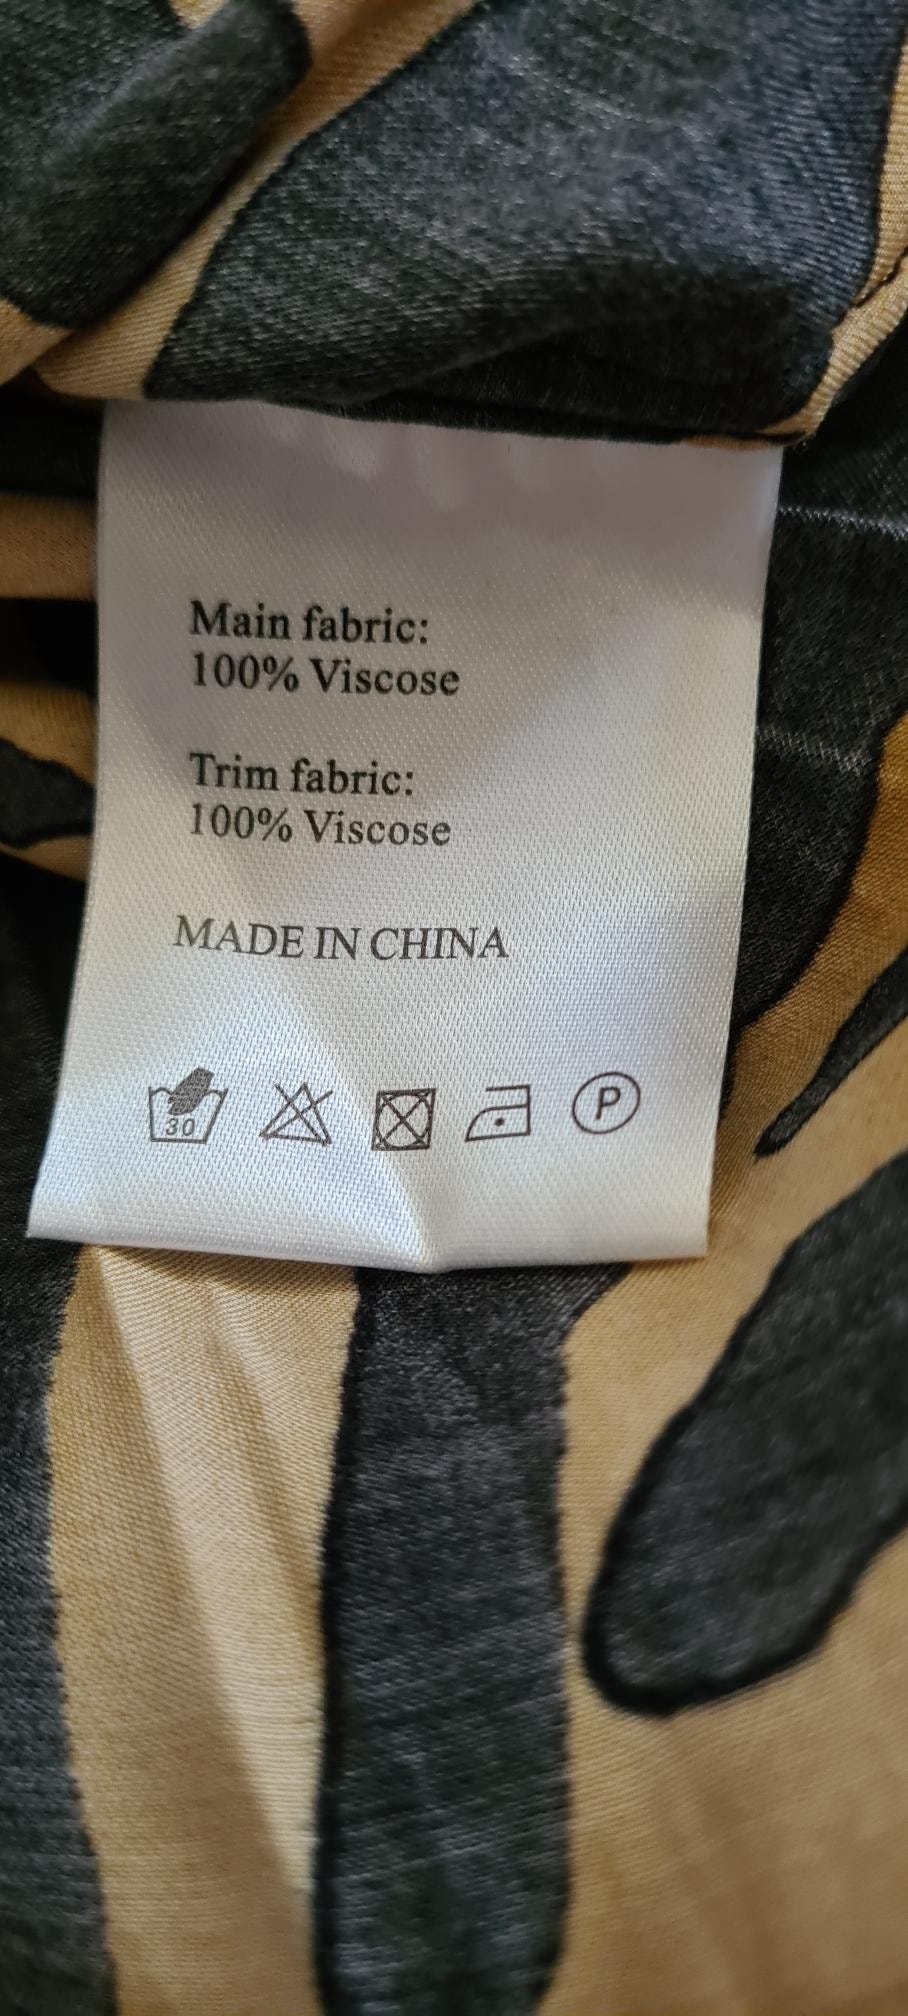 Main fabric:
100% Viscose
Trim fabric:
100% Viscose
MADE IN CHINA
30
P